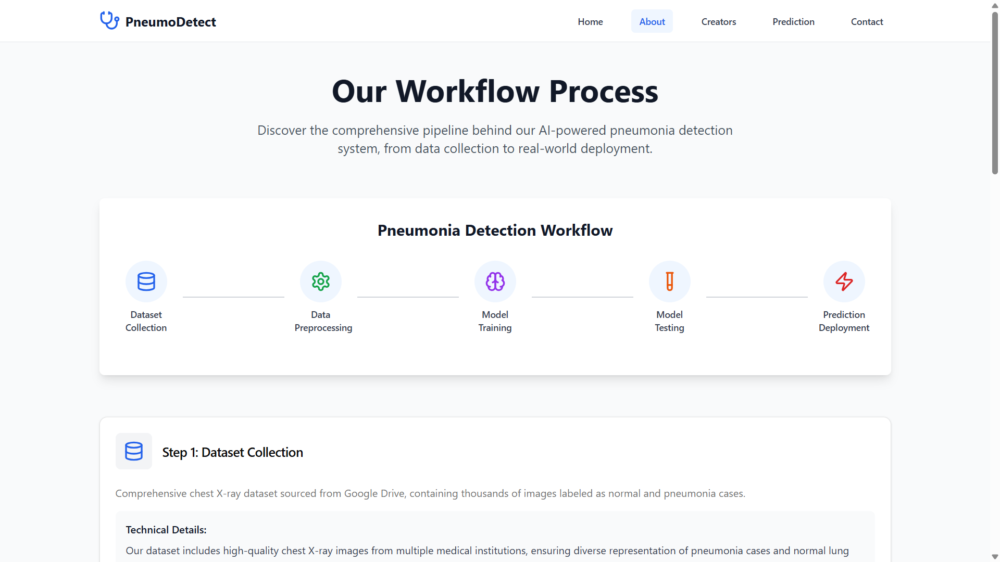 PneumoDetect
Home
About
Creators
Prediction
Contact
Our Workflow Process
Discover the comprehensive pipeline behind our AI-powered pneumonia detection
system, from data collection to real-world deployment.
Pneumonia Detection Workflow
Dataset
Collection
Data
Preprocessing
Model
Training
Model
Testing
Prediction
Deployment
Step 1: Dataset Collection
Comprehensive chest X-ray dataset sourced from Google Drive, containing thousands of images labeled as normal and pneumonia cases.
Technical Details:
Our dataset includes high-quality chest X-ray images from multiple medical institutions, ensuring diverse representation of pneumonia cases and normal lung